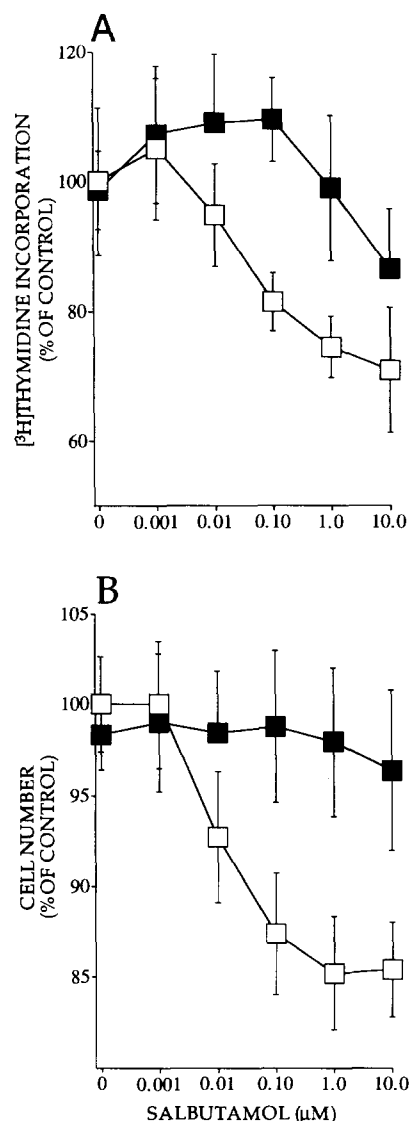 A
[³H]THYMIDINE INCORPORATION
(% OF CONTROL)
120
100
80
60
0 0.001 0.01 0.10 1.0 10.0
B
CELL NUMBER
(% OF CONTROL)
105
100
95
90
85
0 0.001 0.01 0.10 1.0 10.0
SALBUTAMOL (µM)